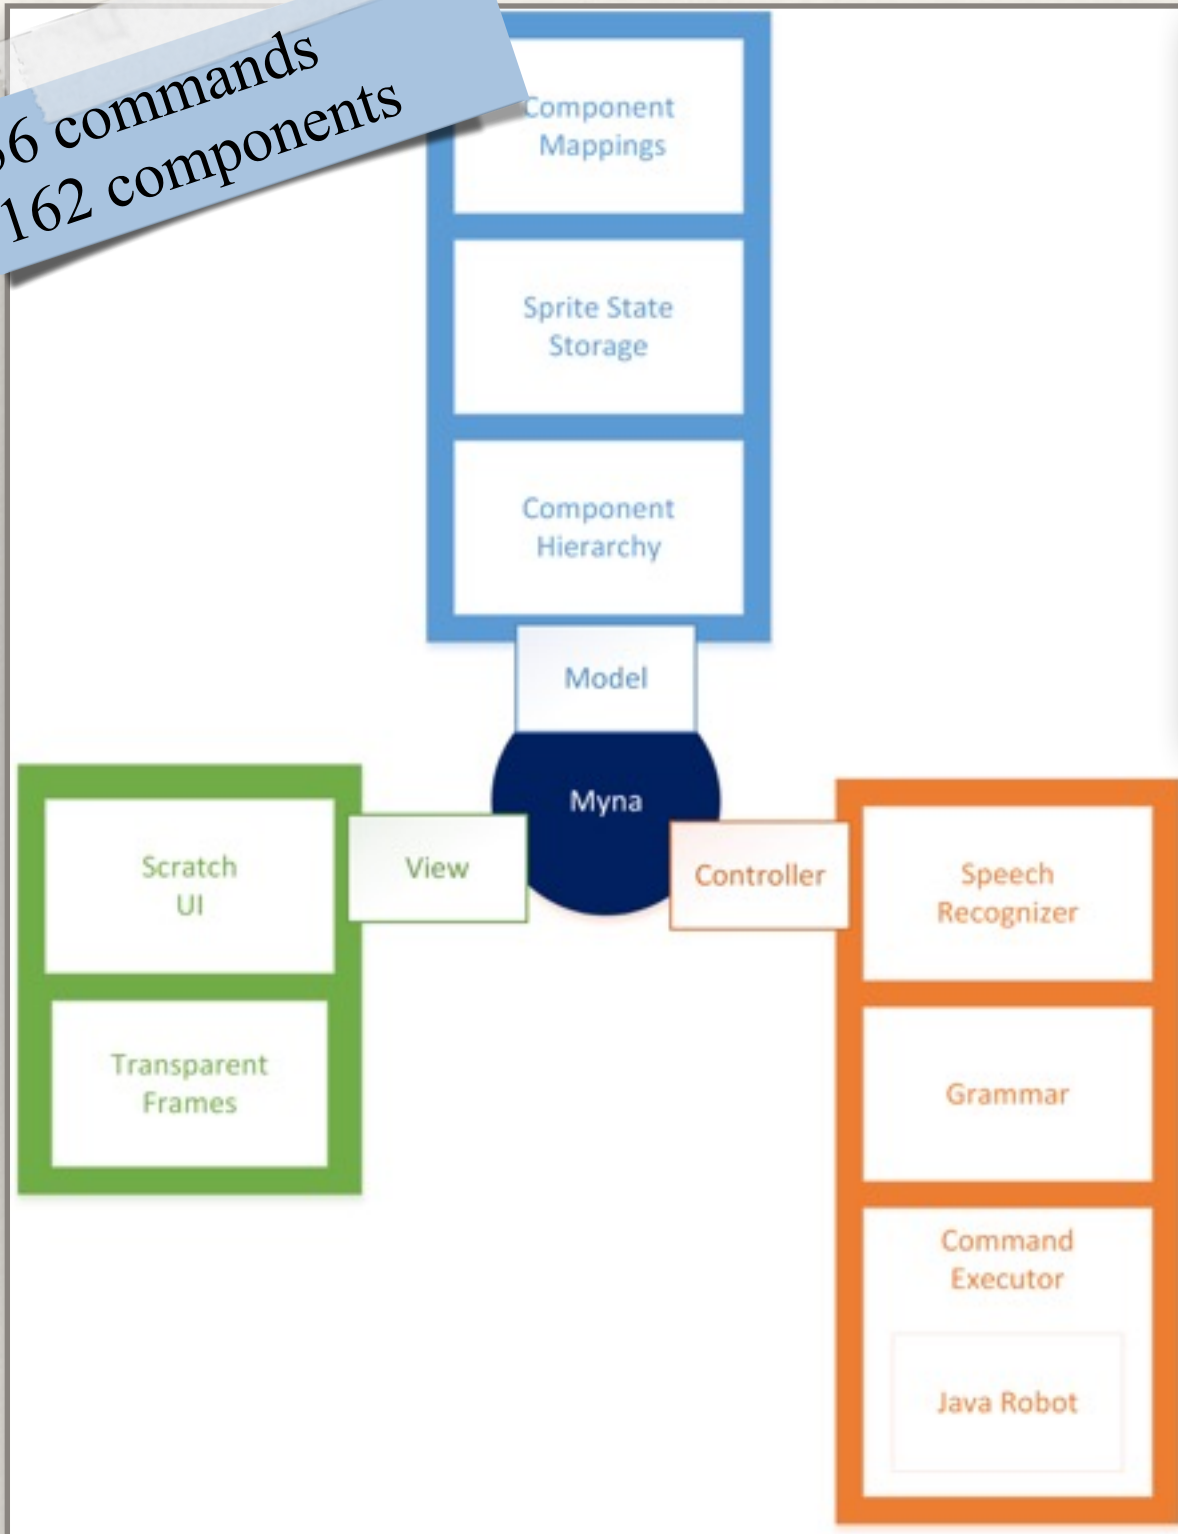 commands
162 components
Component
Mappings
Sprite State
Storage
Component
Hierarchy
Model
Myna
View
Controller
Scratch
UI
Transparent
Frames
Speech
Recognizer
Grammar
Command
Executor
Java Robot